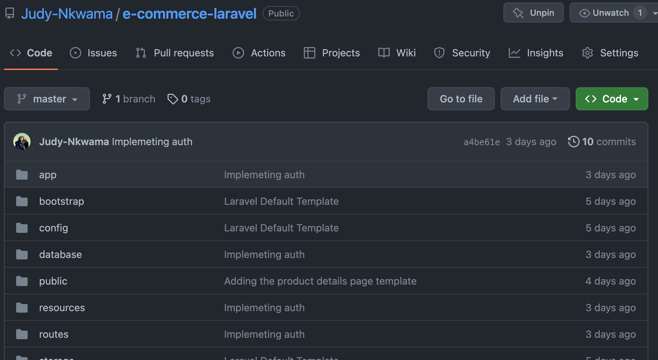 Judy-Nkwama / e-commerce-laravel Public Unpin Unwatch 1
Code Issues Pull requests Actions Projects Wiki Security Insights Settings
master 1 branch 0 tags Go to file Add file Code
Judy-Nkwama Implemeting auth a4be61e 3 days ago 10 commits
app Implemeting auth 3 days ago
bootstrap Laravel Default Template 5 days ago
config Laravel Default Template 5 days ago
database Implemeting auth 3 days ago
public Adding the product details page template 4 days ago
resources Implemeting auth 3 days ago
routes Implemeting auth 3 days ago
storage Laravel Default Template 5 days ago